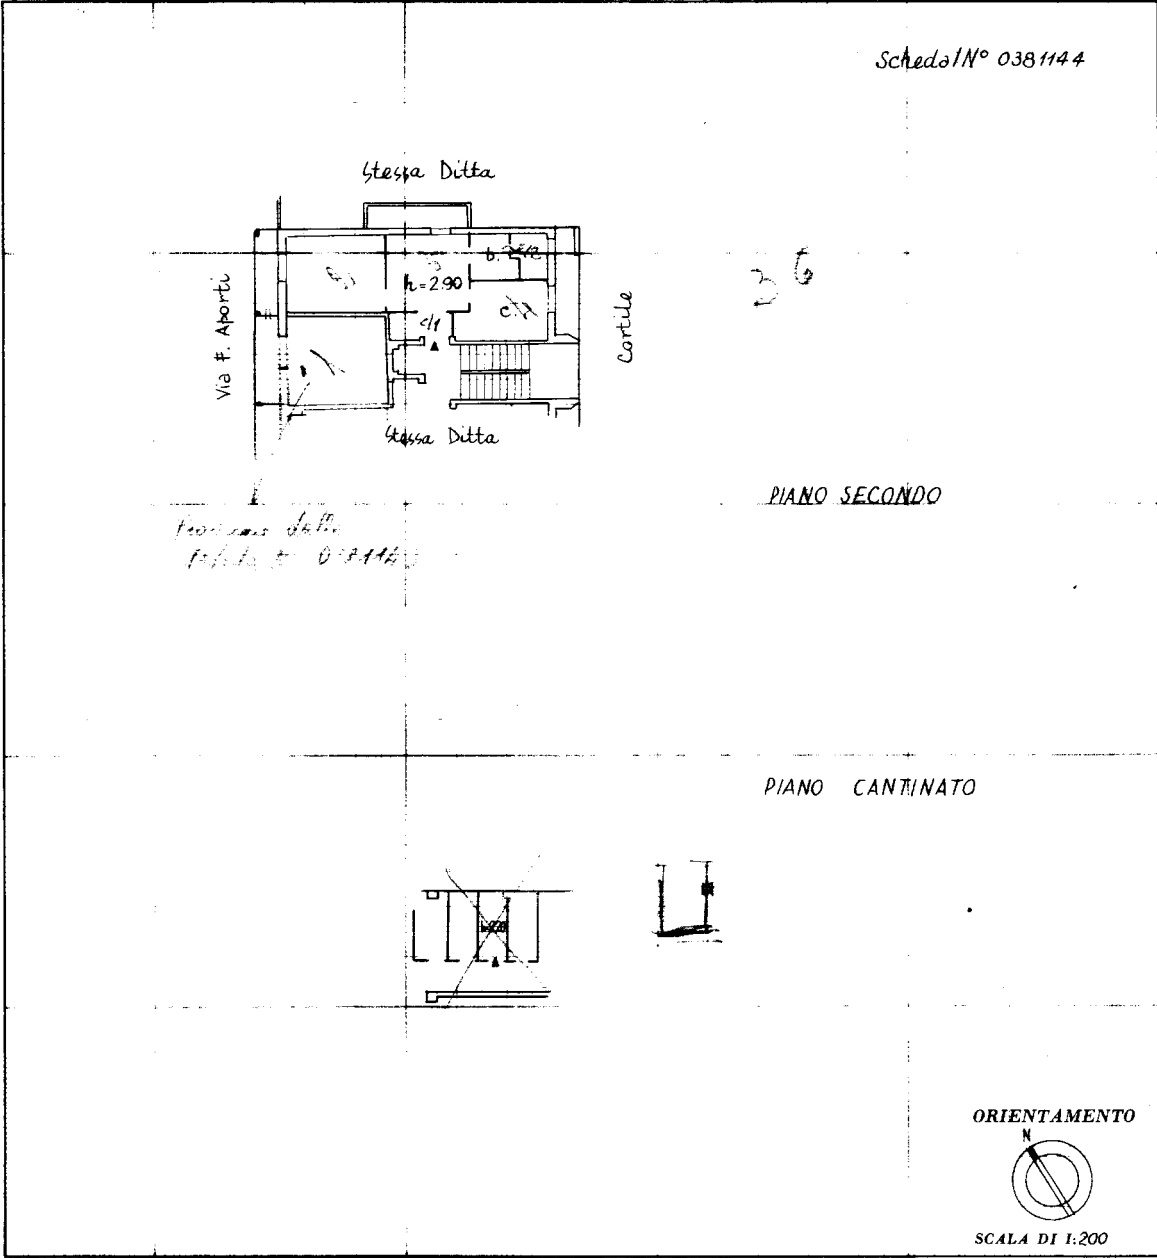 Scheda N° 0381144
Stessa Ditta
b.
h=2.90
c/1
Via F. Aporti
Cortile
Stessa Ditta
PIANO SECONDO
PIANO CANTINATO
ORIENTAMENTO
N
SCALA DI 1:200